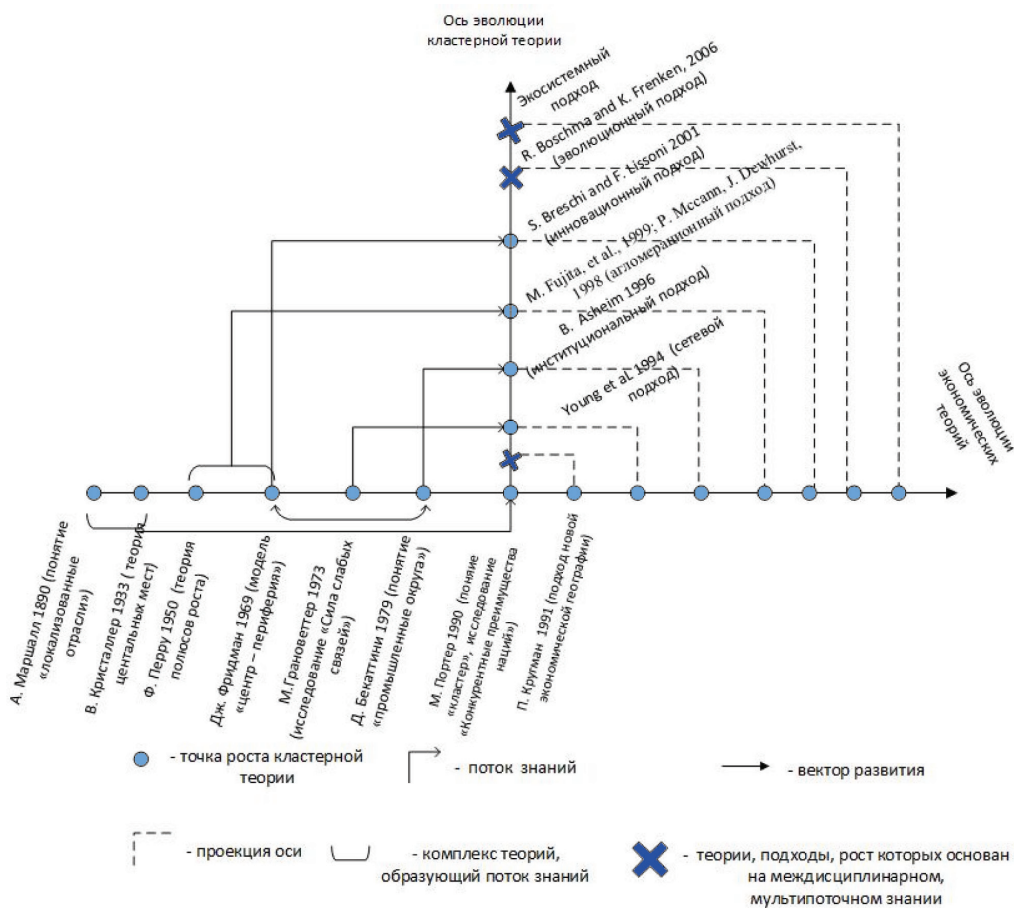 Ось эволюции
кластерной теории
Экосистемный
подход
R. Boschma and K. Frenken, 2006
(эволюционный подход)
S. Breschi and F. Lissoni 2001
(инновационный подход)
M. Fujita, et al., 1999; P. Mccann, J. Dewhurst,
1998 (агломерационный подход)
B. Asheim 1996
(институциональный подход)
Young et al. 1994 (сетевой
подход)
Ось эволюции
экономических
теорий
А. Маршалл 1890 (понятие
«локализованные
отрасли»)
В. Кристаллер 1933 ( теория
центальных мест)
Ф. Перру 1950 (теория
полюсов роста)
Дж. Фридман 1969 (модель
«центр – периферия»)
М.Грановеттер 1973
(исследование «Сила слабых
связей»)
Д. Бекаттини 1979 (понятие
«промышленные округа»)
М. Портер 1990 (поняие
«кластер», исследование
«Конкурентные преимущества
наций»)
П. Кругман 1991 (подход новой
экономической географии)
- точка роста кластерной
теории
- поток знаний
- вектор развития
- проекция оси
- комплекс теорий,
образующий поток знаний
- теории, подходы, рост которых основан
на междисциплинарном,
мультипоточном знании